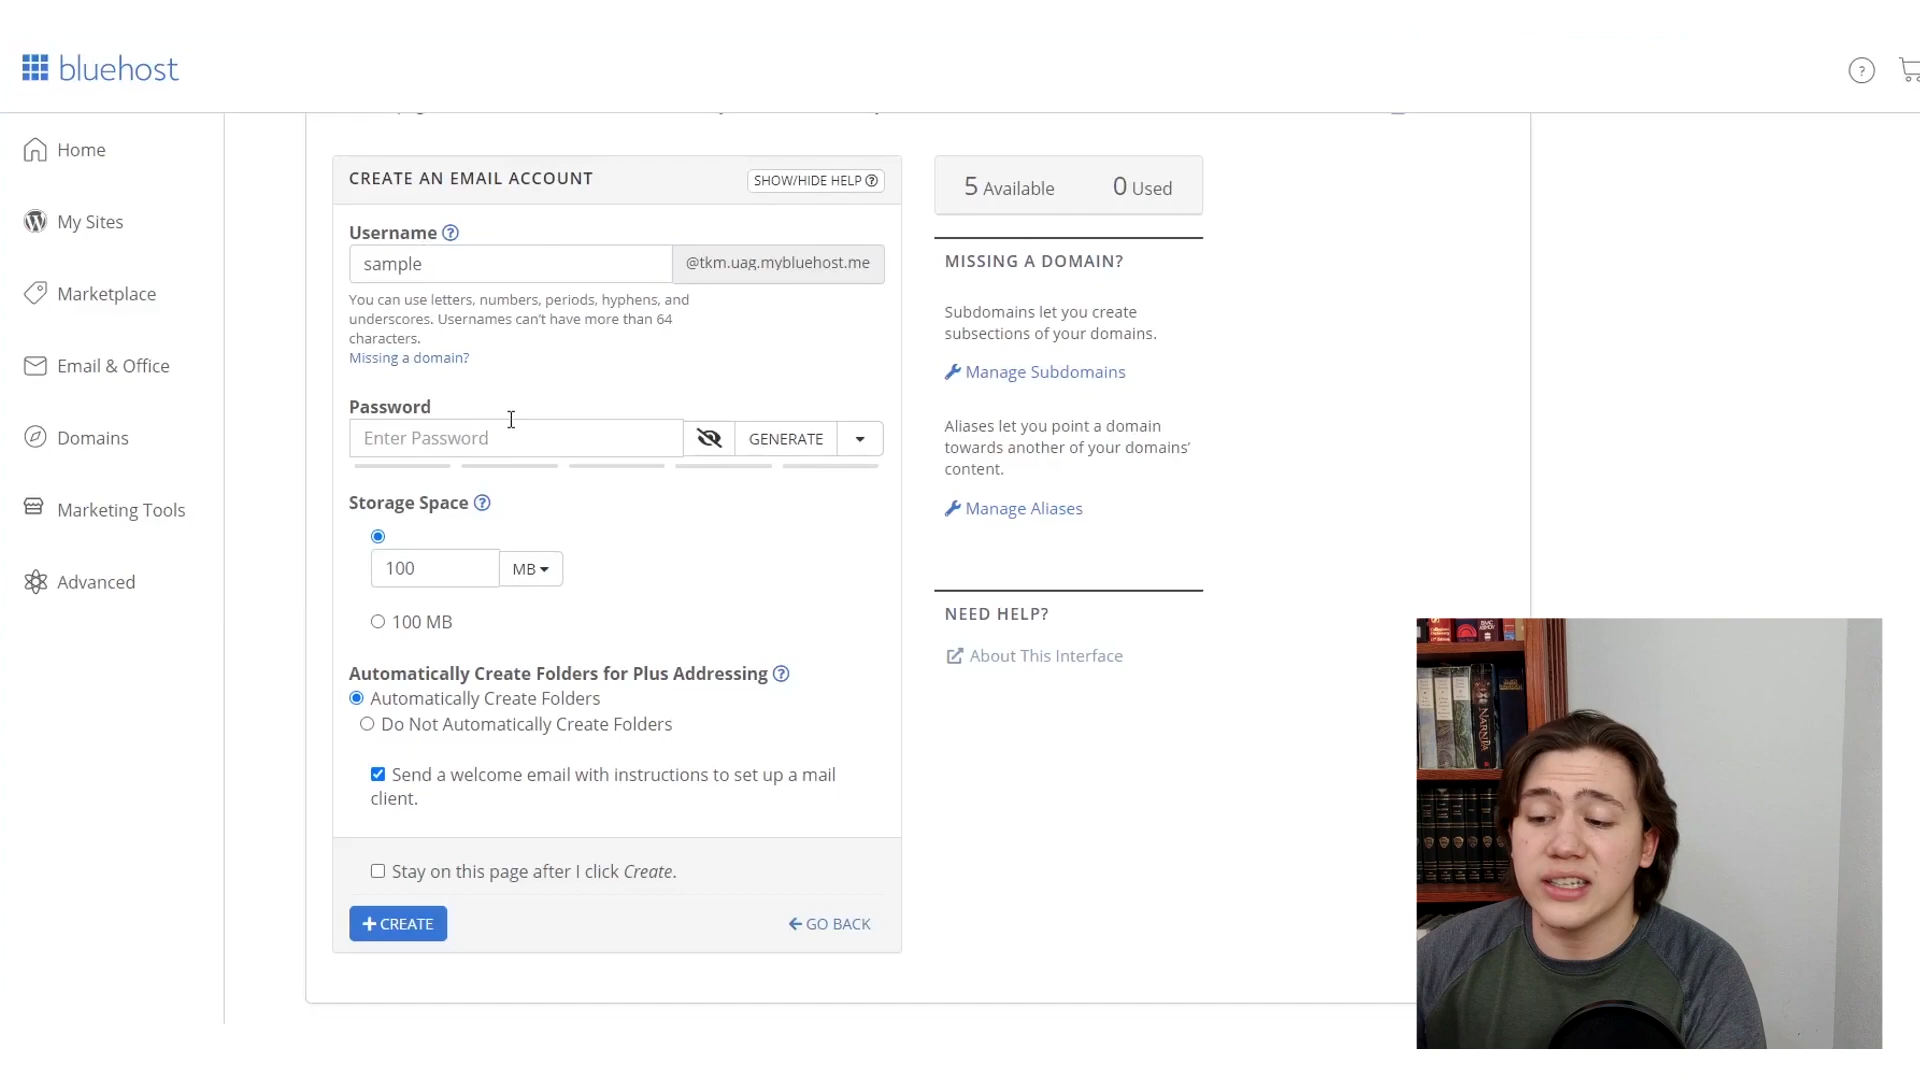 bluehost
?
Home
My Sites
Marketplace
Email & Office
Domains
Marketing Tools
Advanced
CREATE AN EMAIL ACCOUNT
SHOW/HIDE HELP ?
Username ?
sample
@tkm.uag.mybluehost.me
You can use letters, numbers, periods, hyphens, and
underscores. Usernames can't have more than 64
characters.
Missing a domain?
Password
Enter Password
GENERATE
Storage Space ?
100
MB
100 MB
Automatically Create Folders for Plus Addressing ?
Automatically Create Folders
Do Not Automatically Create Folders
Send a welcome email with instructions to set up a mail
client.
Stay on this page after I click Create.
+ CREATE
GO BACK
5 Available
0 Used
MISSING A DOMAIN?
Subdomains let you create
subsections of your domains.
Manage Subdomains
Aliases let you point a domain
towards another of your domains'
content.
Manage Aliases
NEED HELP?
About This Interface
NARNIA